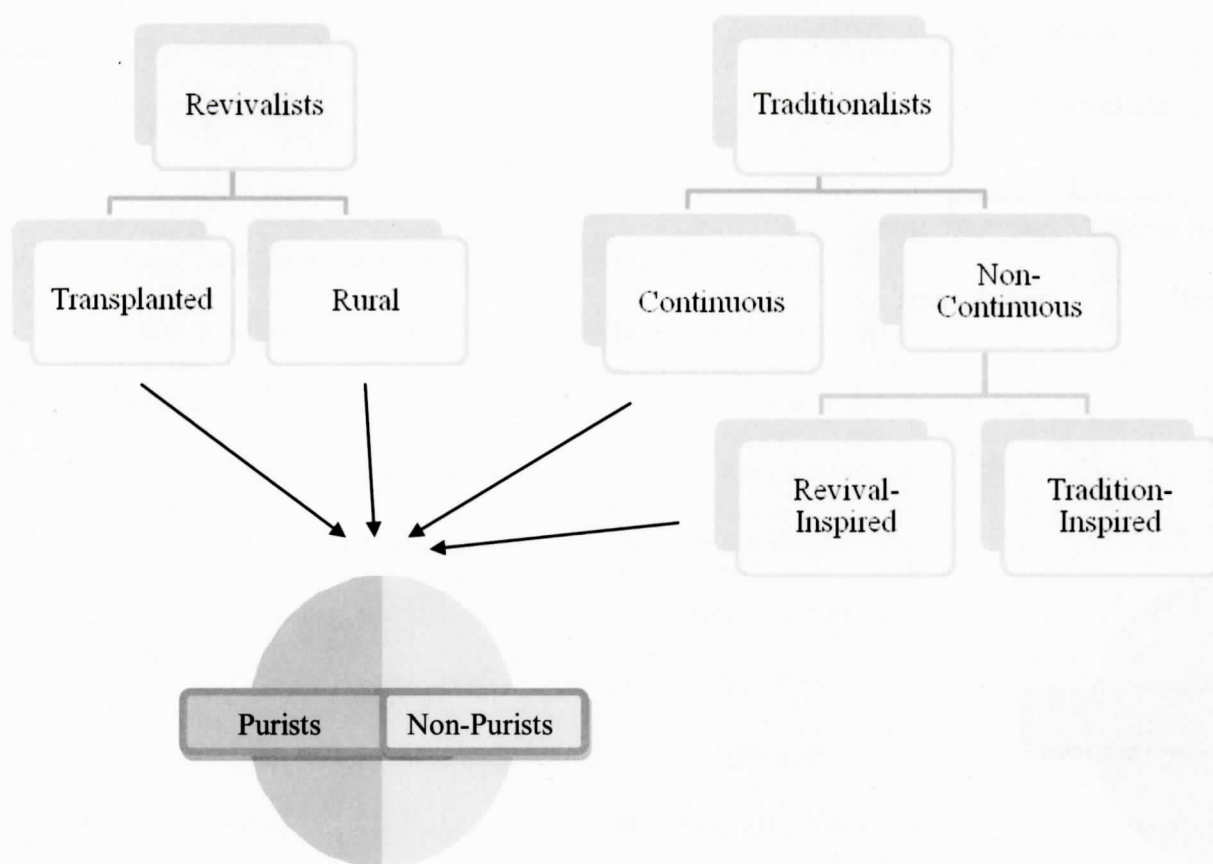 Revivalists
Traditionalists
Transplanted
Rural
Continuous
Non-
Continuous
Revival-
Inspired
Tradition-
Inspired
Purists
Non-Purists